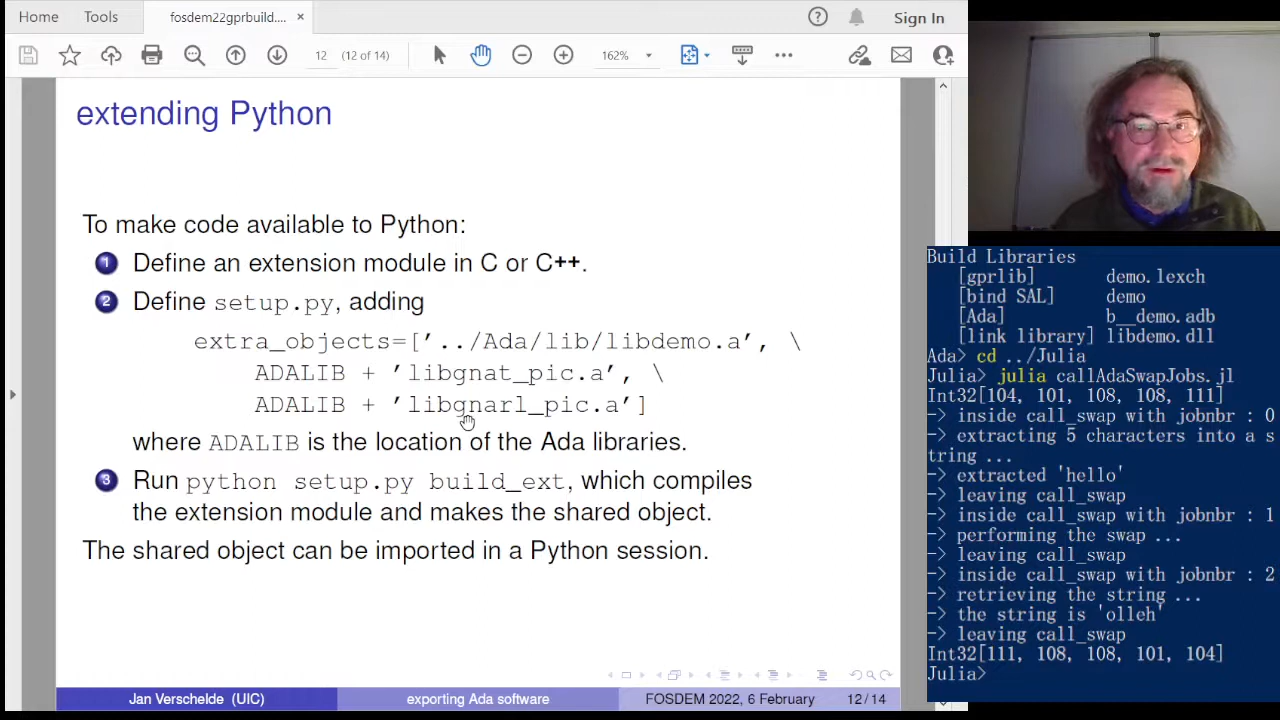 Home
Tools
fosdem22gprbuild....
×
?
Sign In
12
(12 of 14)
162%
extending Python
To make code available to Python:
1 Define an extension module in C or C++.
2 Define setup.py, adding
extra_objects=['../Ada/lib/libdemo.a', \
ADALIB + 'libgnat_pic.a', \
ADALIB + 'libgnarl_pic.a']
where ADALIB is the location of the Ada libraries.
3 Run python setup.py build_ext, which compiles
the extension module and makes the shared object.
The shared object can be imported in a Python session.
Jan Verschelde (UIC)
exporting Ada software
FOSDEM 2022, 6 February
12 / 14
Build Libraries
[gprlib] demo.lexch
[bind SAL] demo
[Ada] b__demo.adb
[link library] libdemo.dll
Ada> cd ../Julia
Julia> julia callAdaSwapJobs.jl
Int32[104, 101, 108, 108, 111]
-> inside call_swap with jobnbr : 0
-> extracting 5 characters into a s
tring ...
-> extracted 'hello'
-> leaving call_swap
-> inside call_swap with jobnbr : 1
-> performing the swap ...
-> leaving call_swap
-> inside call_swap with jobnbr : 2
-> retrieving the string ...
-> the string is 'olleh'
-> leaving call_swap
Int32[111, 108, 108, 101, 104]
Julia>